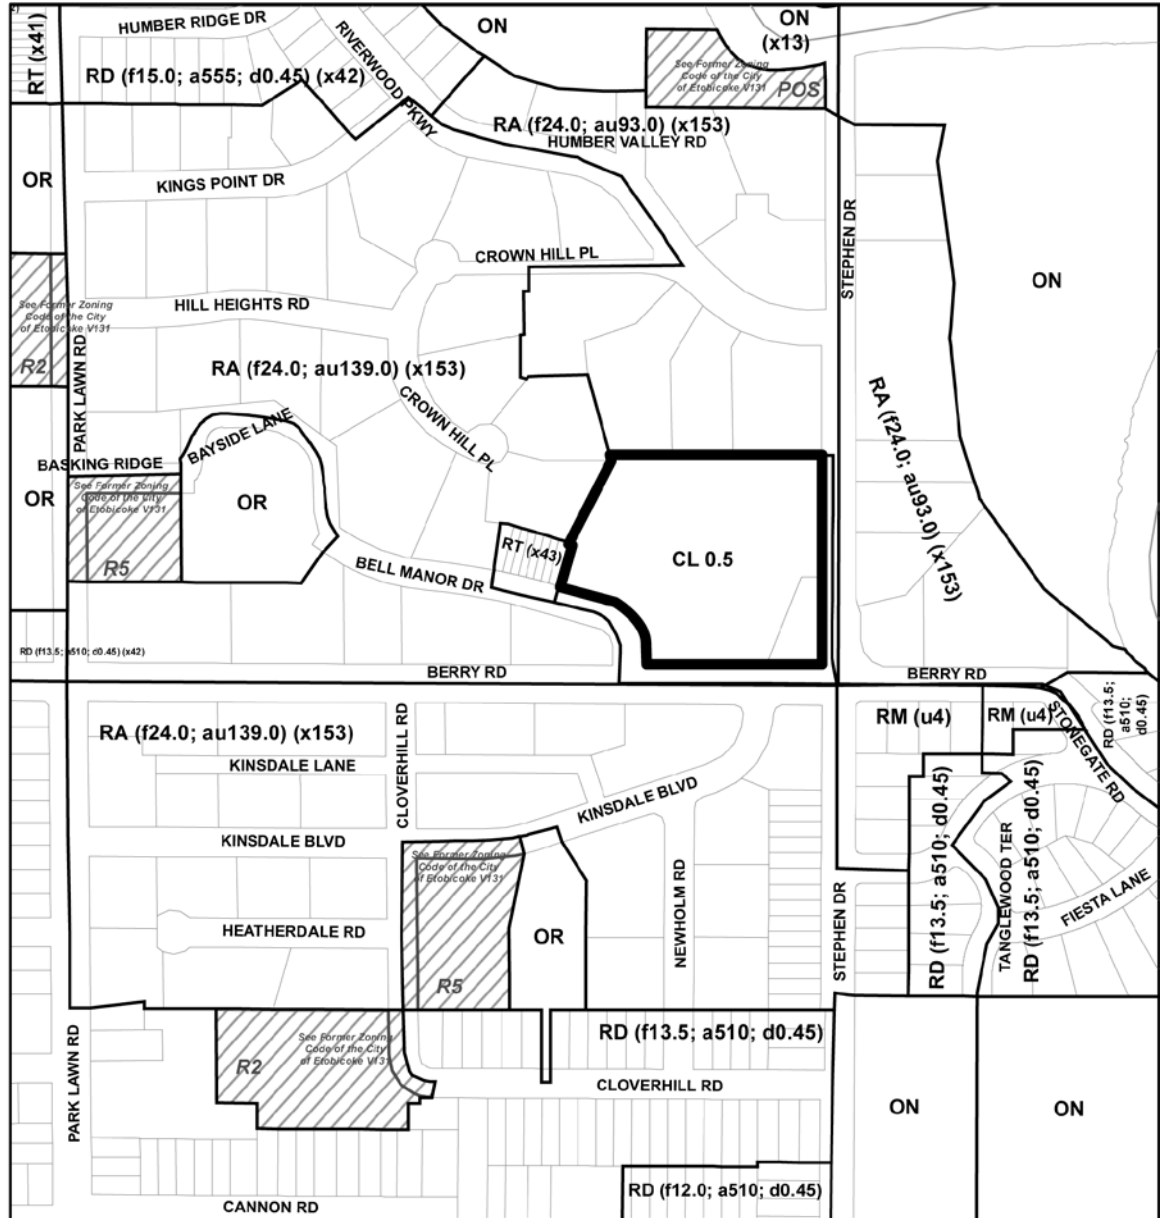 HUMBER RIDGE DR
RT (x41)
RD (f15.0; a555; d0.45) (x42)
RIVERWOOD PKWY
ON
ON
(x13)
See Former Zoning
Code of the City
of Etobicoke V131
POS
RA (f24.0; au93.0) (x153)
HUMBER VALLEY RD
OR
KINGS POINT DR
STEPHEN DR
CROWN HILL PL
ON
HILL HEIGHTS RD
See Former Zoning
Code of the City
of Etobicoke V131
R2
PARK LAWN RD
RA (f24.0; au139.0) (x153)
CROWN HILL PL
RA (f24.0; au93.0) (x153)
BAYSIDE LANE
BASKING RIDGE
OR
See Former Zoning
Code of the City
of Etobicoke V131
R5
OR
RT (x43)
CL 0.5
BELL MANOR DR
RD (f13.5; a510; d0.45) (x42)
BERRY RD
BERRY RD
RA (f24.0; au139.0) (x153)
CLOVERHILL RD
RM (u4)
RM (u4)
STONEGATE RD
RD (f13.5;
a510;
d0.45)
KINSDALE LANE
KINSDALE BLVD
KINSDALE BLVD
See Former Zoning
Code of the City
of Etobicoke V131
R5
HEATHERDALE RD
OR
NEWHOLM RD
STEPHEN DR
RD (f13.5; a510; d0.45)
TANGLEWOOD TER
RD (f13.5; a510; d0.45)
FIESTA LANE
PARK LAWN RD
See Former Zoning
Code of the City
of Etobicoke V131
R2
RD (f13.5; a510; d0.45)
CLOVERHILL RD
ON
ON
RD (f12.0; a510; d0.45)
CANNON RD